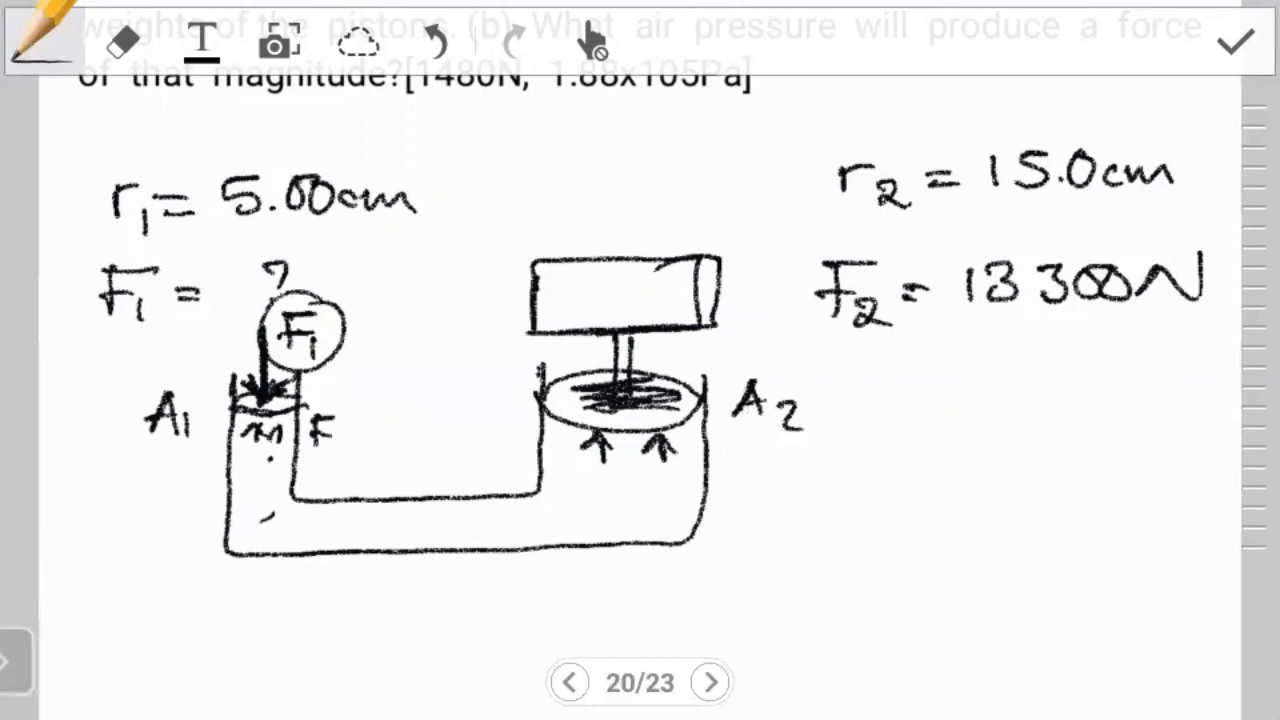 weights of the pistons. (b) What air pressure will produce a force
of that magnitude?[1480N, 1.88x105Pa]
T
r₁ = 5.00cm
r₂ = 15.0cm
F₁ = ?
F₂ = 13300N
F₁
A₁
F
A₂
20/23